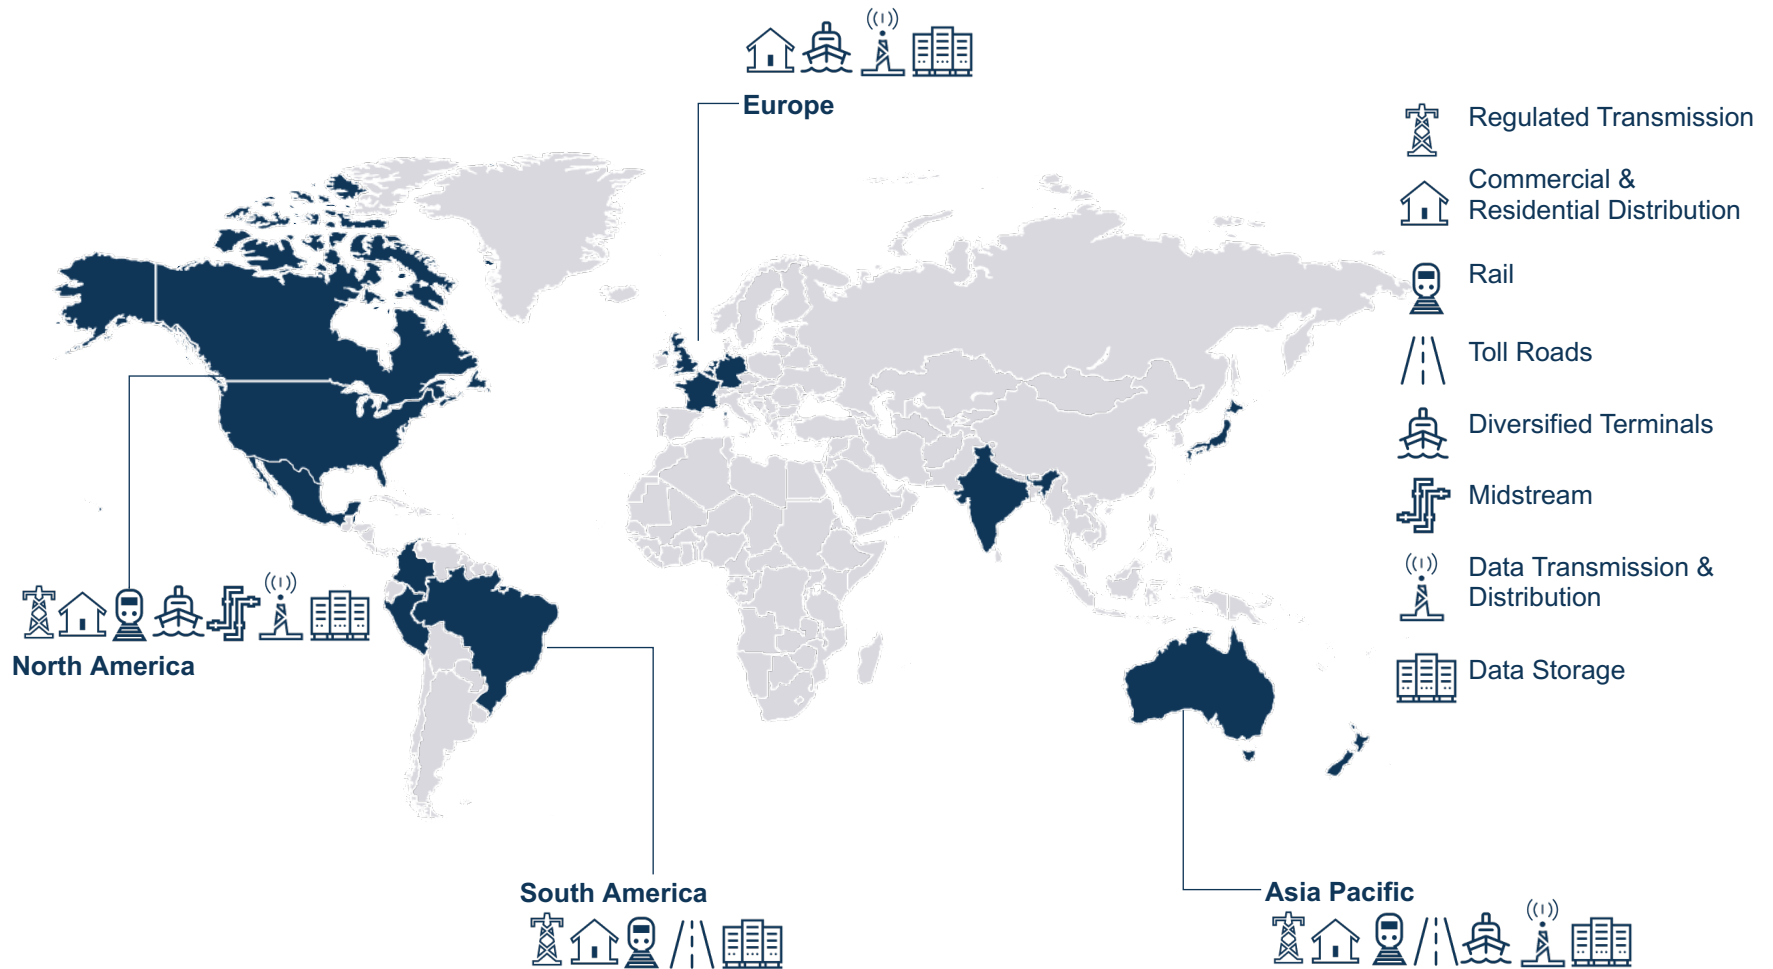 Europe
Regulated Transmission
Commercial &
Residential Distribution
Rail
Toll Roads
Diversified Terminals
Midstream
Data Transmission &
Distribution
Data Storage
North America
South America
Asia Pacific